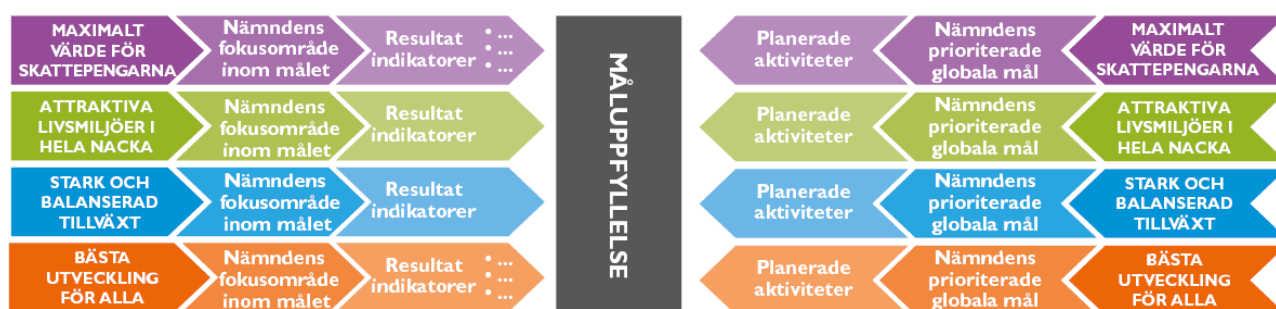 MAXIMALT
VÄRDE FÖR
SKATTEPENGARNA
Nämndens
fokusområde
inom målet
Resultat
indikatorer
• ...
• ...
ATTRAKTIVA
LIVSMILJÖER I
HELA NACKA
Nämndens
fokusområde
inom målet
Resultat
indikatorer
STARK OCH
BALANSERAD
TILLVÄXT
Nämndens
fokusområde
inom målet
Resultat
indikatorer
BÄSTA
UTVECKLING
FÖR ALLA
Nämndens
fokusområde
inom målet
Resultat
indikatorer
• ...
• ...
• ...
MÅLUPPFYLLELSE
Planerade
aktiviteter
Nämndens
prioriterade
globala mål
MAXIMALT
VÄRDE FÖR
SKATTEPENGARNA
Planerade
aktiviteter
Nämndens
prioriterade
globala mål
ATTRAKTIVA
LIVSMILJÖER I
HELA NACKA
Planerade
aktiviteter
Nämndens
prioriterade
globala mål
STARK OCH
BALANSERAD
TILLVÄXT
Planerade
aktiviteter
Nämndens
prioriterade
globala mål
BÄSTA
UTVECKLING
FÖR ALLA